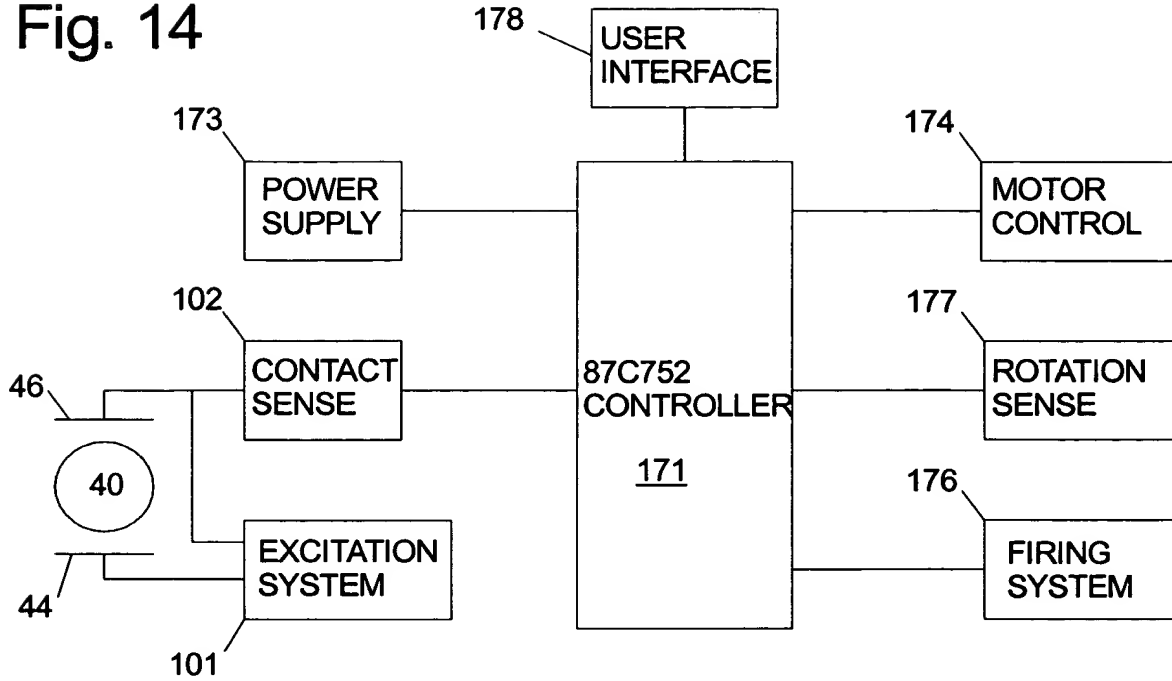 Fig. 14
178
USER
INTERFACE
173
POWER
SUPPLY
174
MOTOR
CONTROL
102
CONTACT
SENSE
87C752
CONTROLLER
171
177
ROTATION
SENSE
46
40
44
EXCITATION
SYSTEM
101
176
FIRING
SYSTEM